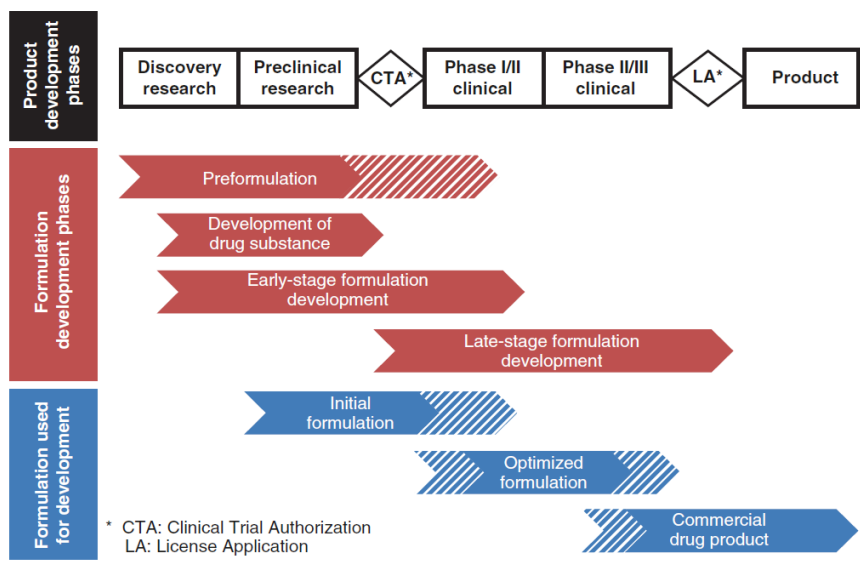 Product
development
phases
Discovery
research
Preclinical
research
CTA*
Phase I/II
clinical
Phase II/III
clinical
LA*
Product
Formulation
development phases
Preformulation
Development of
drug substance
Early-stage formulation
development
Late-stage formulation
development
Formulation used
for development
Initial
formulation
Optimized
formulation
Commercial
drug product
* CTA: Clinical Trial Authorization
LA: License Application